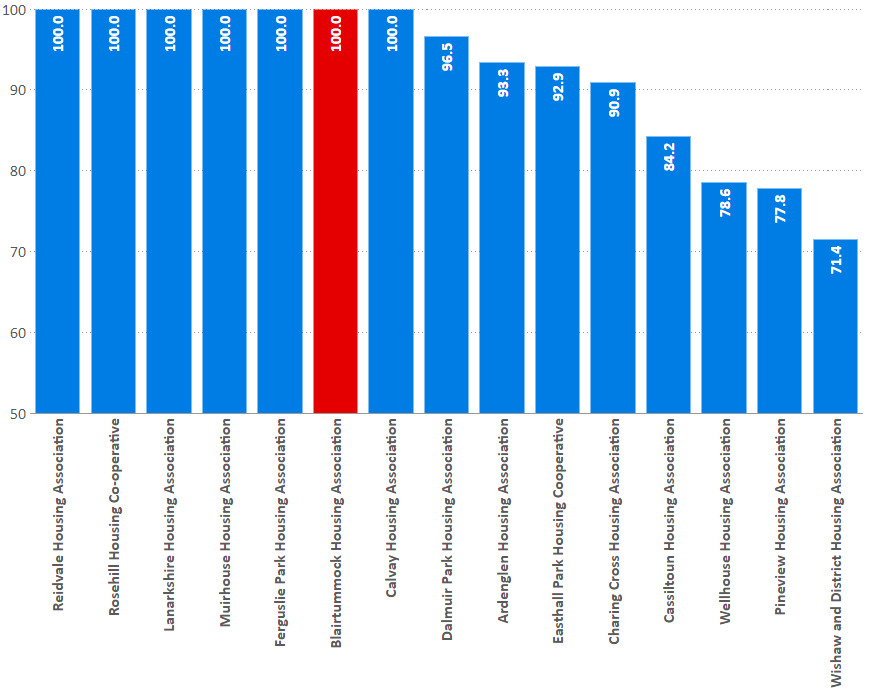 100
90
80
70
60
50
100.0
100.0
100.0
100.0
100.0
100.0
100.0
96.5
93.3
92.9
90.9
84.2
78.6
77.8
71.4
Reidvale Housing Association
Rosehill Housing Co-operative
Lanarkshire Housing Association
Muirhouse Housing Association
Ferguslie Park Housing Association
Blairtummock Housing Association
Calvay Housing Association
Dalmuir Park Housing Association
Ardenglen Housing Association
Easthall Park Housing Cooperative
Charing Cross Housing Association
Cassiltoun Housing Association
Wellhouse Housing Association
Pineview Housing Association
Wishaw and District Housing Association